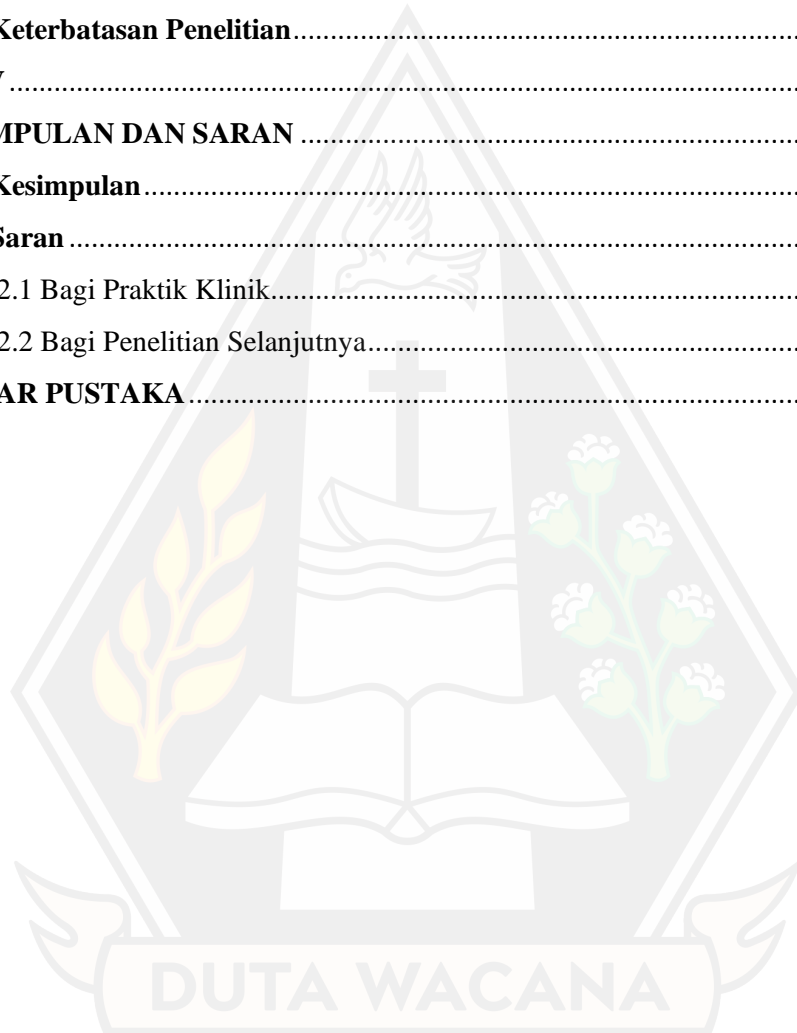 Keterbatasan Penelitian...............................................................................
V...............................................................................
MPULAN DAN SARAN...............................................................................
Kesimpulan...............................................................................
Saran...............................................................................
2.1 Bagi Praktik Klinik...............................................................................
2.2 Bagi Penelitian Selanjutnya...............................................................................
AR PUSTAKA...............................................................................
DUTA WACANA